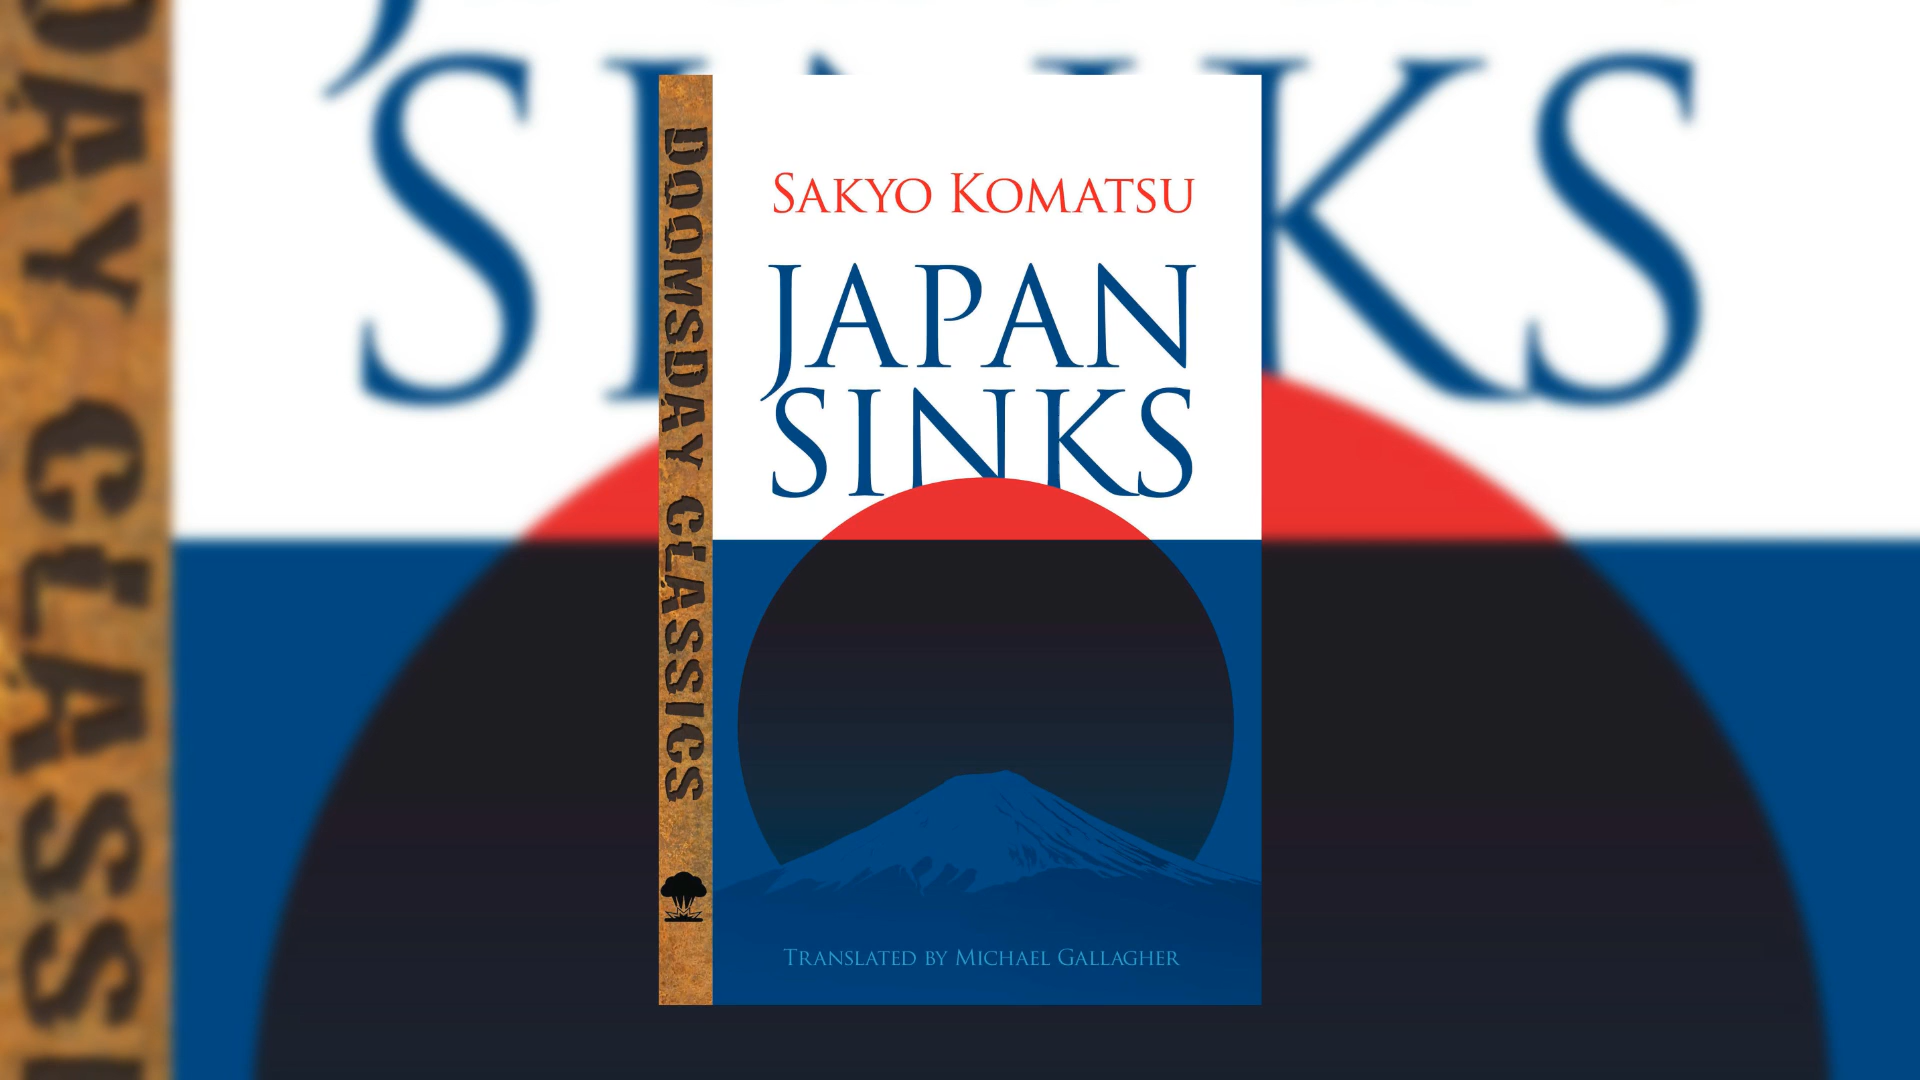 DOOMSDAY CLASSICS
SAKYO KOMATSU
JAPAN
SINKS
TRANSLATED BY MICHAEL GALLAGHER